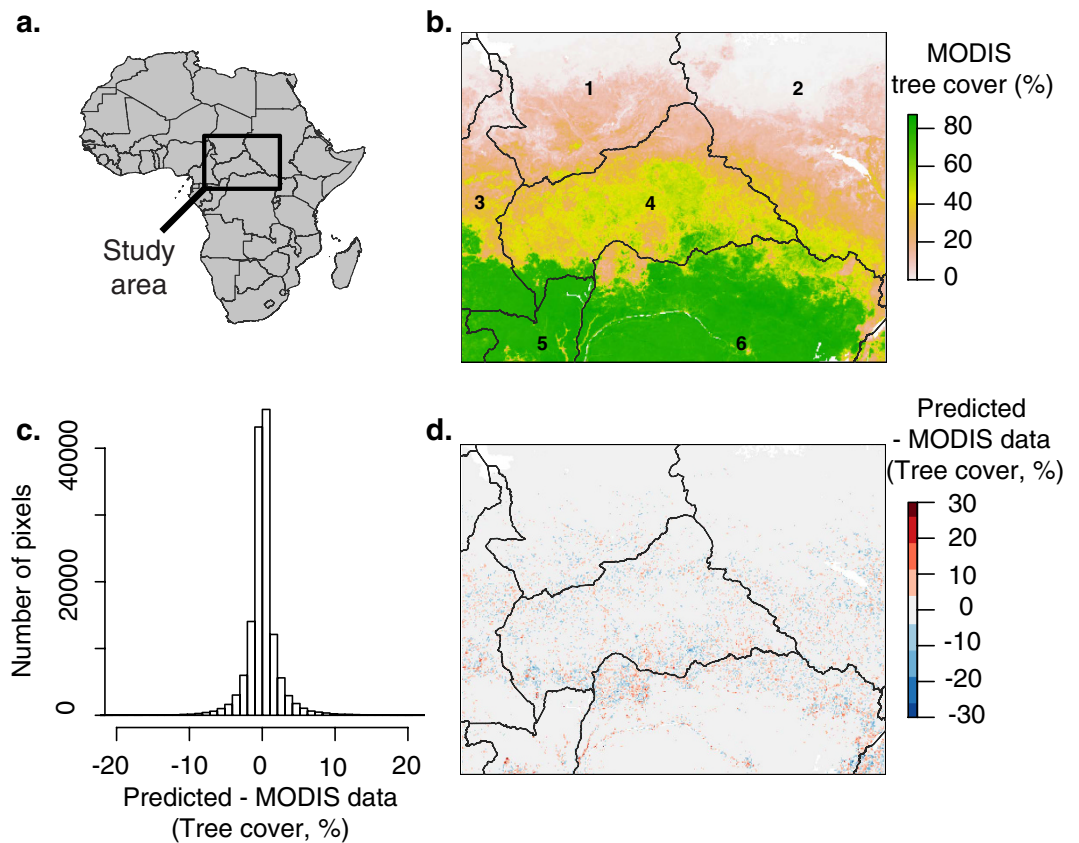 a.
Study
area
b.
1
2
3
4
5
6
MODIS
tree cover (%)
80
60
40
20
0
c.
Number of pixels
40000
20000
0
-20
-10
0
10
20
Predicted - MODIS data
(Tree cover, %)
d.
Predicted
- MODIS data
(Tree cover, %)
30
20
10
0
-10
-20
-30